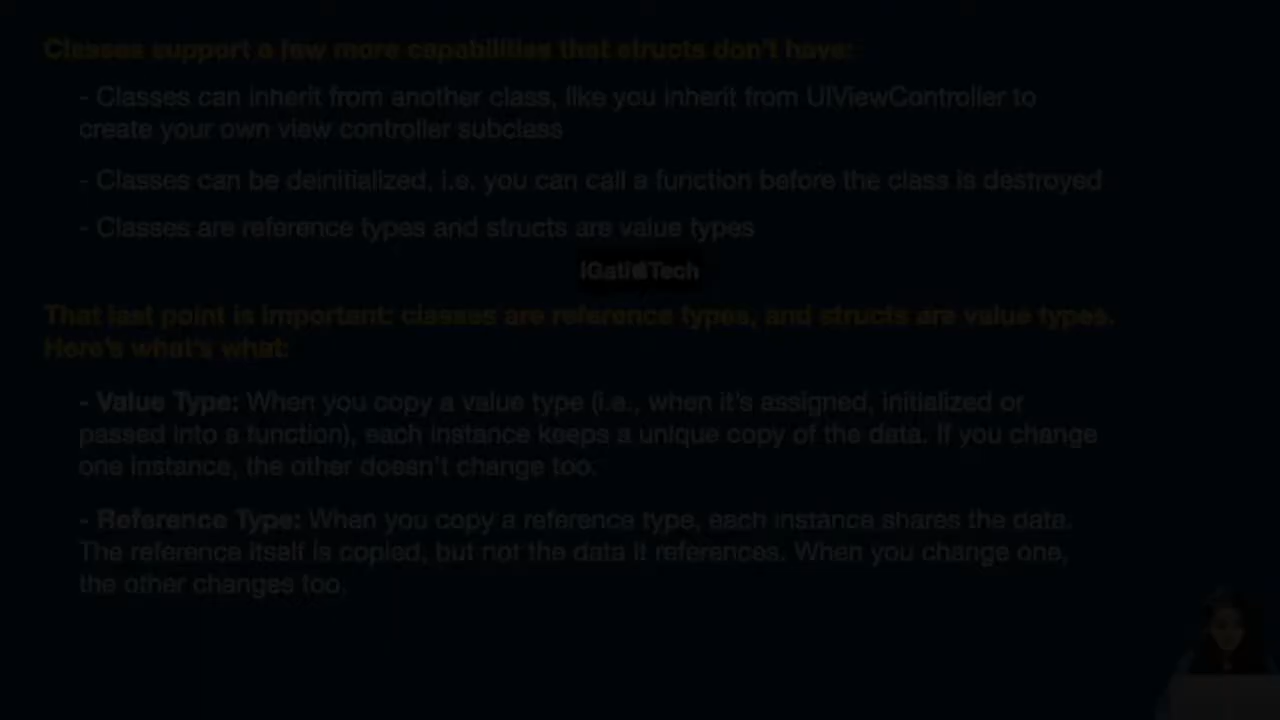 Classes support a few more capabilities that structs don't have:
- Classes can inherit from another class, like you inherit from UIViewController to
create your own view controller subclass
- Classes can be deinitialized, i.e. you can call a function before the class is destroyed
- Classes are reference types and structs are value types
That last point is important: classes are reference types, and structs are value types.
Here's what's what:
- Value Type: When you copy a value type (i.e., when it's assigned, initialized or
passed into a function), each instance keeps a unique copy of the data. If you change
one instance, the other doesn't change too.
- Reference Type: When you copy a reference type, each instance shares the data.
The reference itself is copied, but not the data it references. When you change one,
the other changes too.